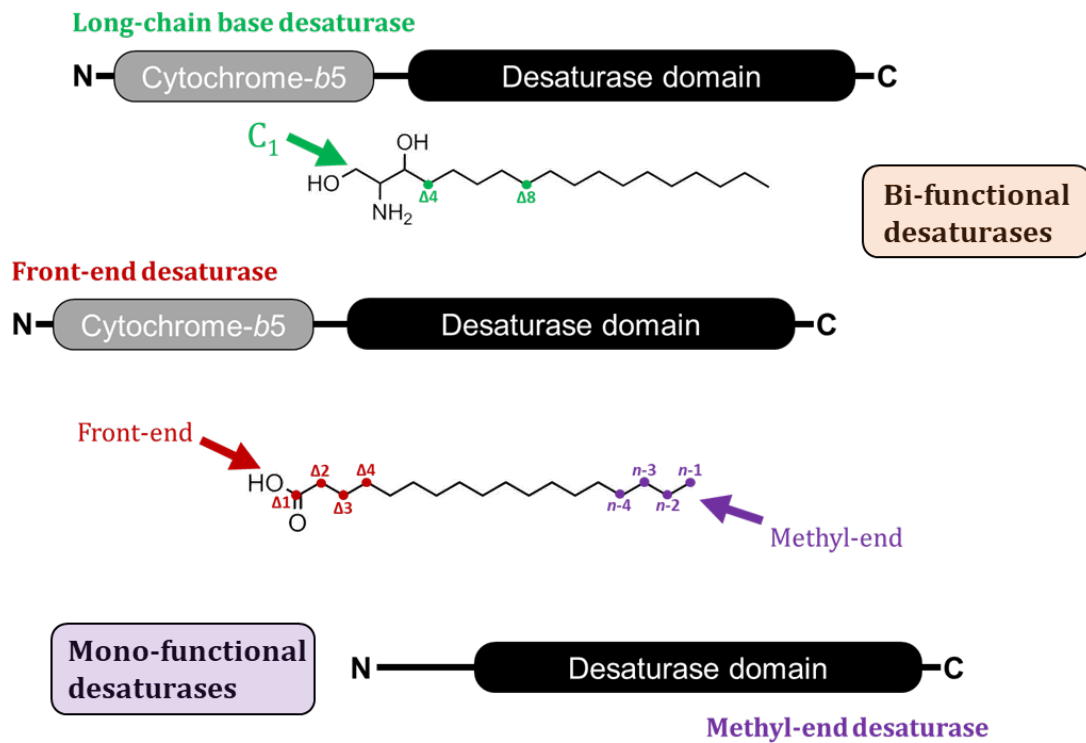 Long-chain base desaturase
N Cytochrome-b5 Desaturase domain C
C₁
OH
HO
Δ4 Δ8
NH₂
Bi-functional
desaturases
Front-end desaturase
N Cytochrome-b5 Desaturase domain C
Front-end
HO Δ2 Δ4 n-3 n-1
Δ1 Δ3 n-4 n-2
O
Methyl-end
Mono-functional
desaturases
N Desaturase domain C
Methyl-end desaturase